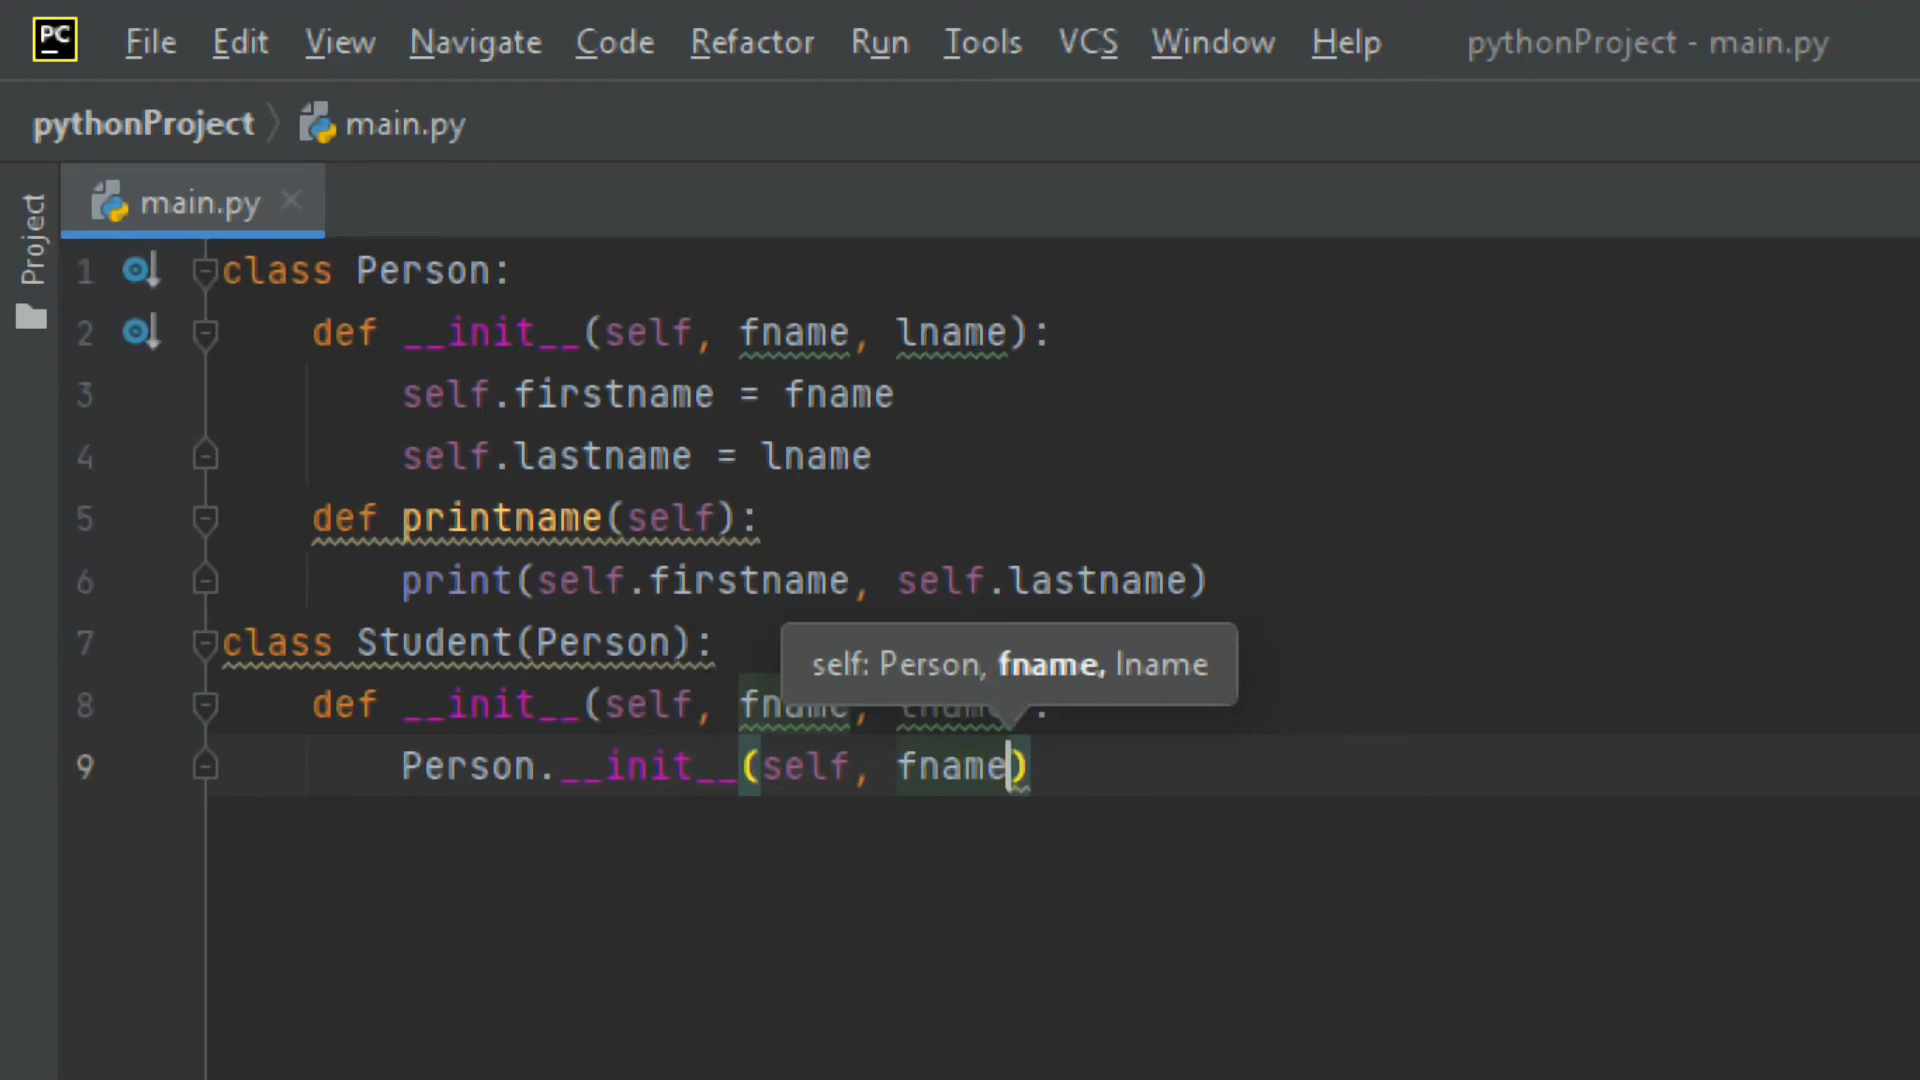 PC File Edit View Navigate Code Refactor Run Tools VCS Window Help pythonProject - main.py
pythonProject main.py
Project
main.py
1 class Person:
2 def __init__(self, fname, lname):
3 self.firstname = fname
4 self.lastname = lname
5 def printname(self):
6 print(self.firstname, self.lastname)
7 class Student(Person):
self: Person, fname, lname
8 def __init__(self, fname, lname):
9 Person.__init__(self, fname)